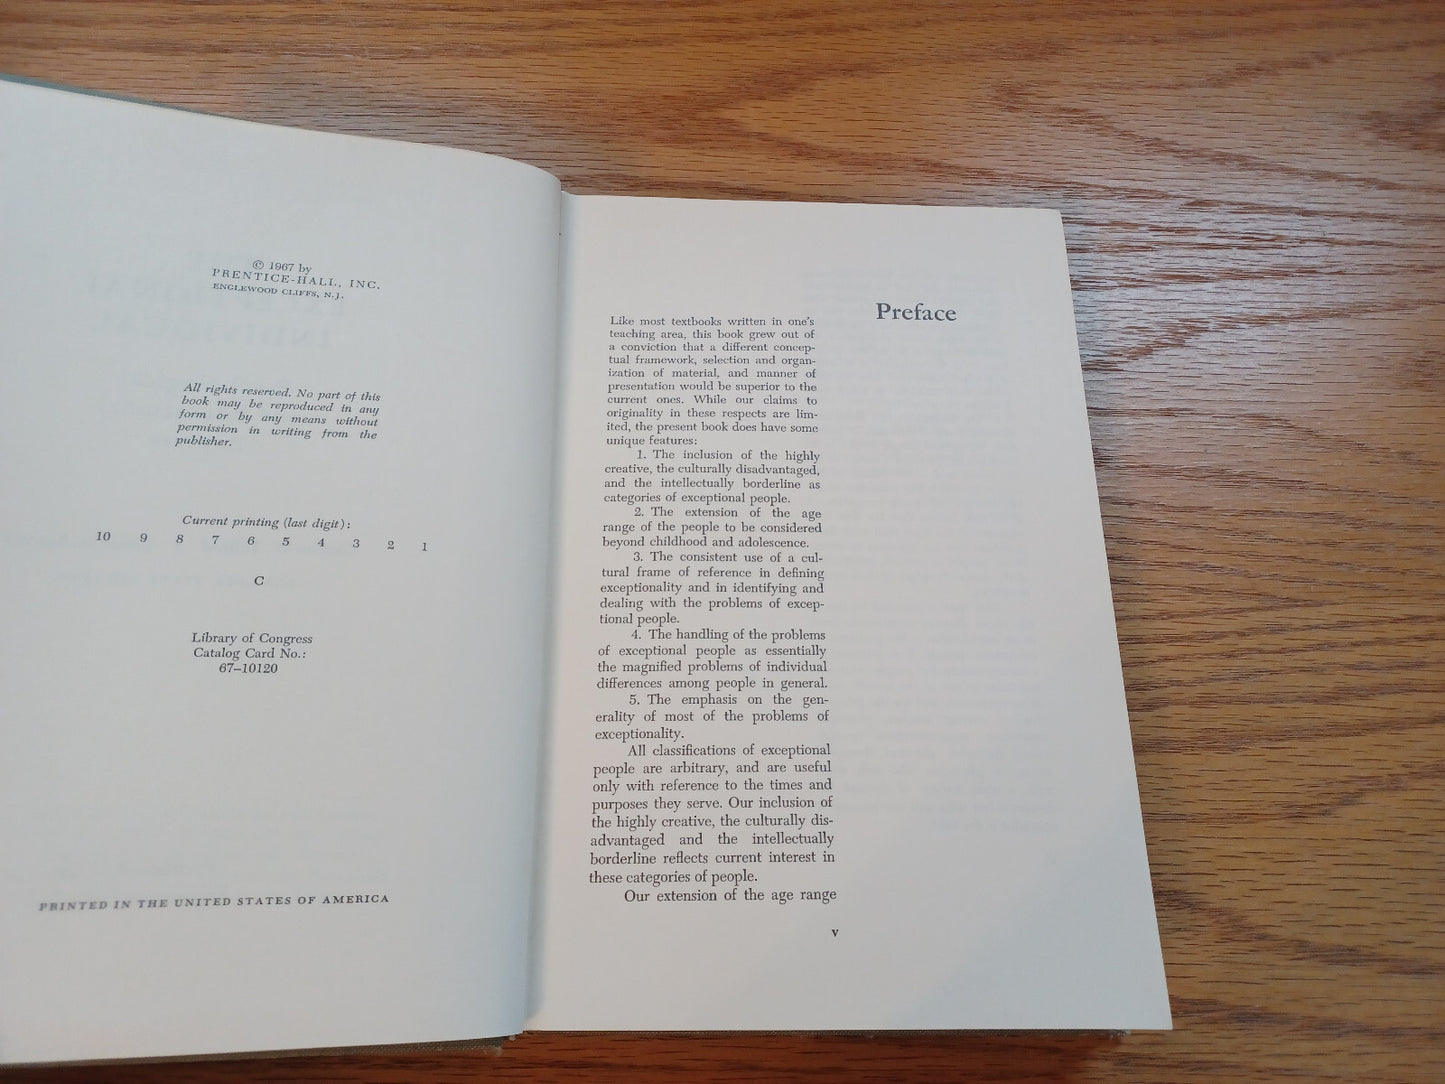 © 1967 by
PRENTICE-HALL, INC.
ENGLEWOOD CLIFFS, N.J.
All rights reserved. No part of this
book may be reproduced in any
form or by any means without
permission in writing from the
publisher.
Current printing (last digit):
10 9 8 7 6 5 4 3 2 1
C
Library of Congress
Catalog Card No.:
67–10120
PRINTED IN THE UNITED STATES OF AMERICA
Preface
Like most textbooks written in one's
teaching area, this book grew out of
a conviction that a different concep-
tual framework, selection and organ-
ization of material, and manner of
presentation would be superior to the
current ones. While our claims to
originality in these respects are lim-
ited, the present book does have some
unique features:
1. The inclusion of the highly
creative, the culturally disadvantaged,
and the intellectually borderline as
categories of exceptional people.
2. The extension of the age
range of the people to be considered
beyond childhood and adolescence.
3. The consistent use of a cul-
tural frame of reference in defining
exceptionality and in identifying and
dealing with the problems of excep-
tional people.
4. The handling of the problems
of exceptional people as essentially
the magnified problems of individual
differences among people in general.
5. The emphasis on the gen-
erality of most of the problems of
exceptionality.
All classifications of exceptional
people are arbitrary, and are useful
only with reference to the times and
purposes they serve. Our inclusion of
the highly creative, the culturally dis-
advantaged and the intellectually
borderline reflects current interest in
these categories of people.
Our extension of the age range
v